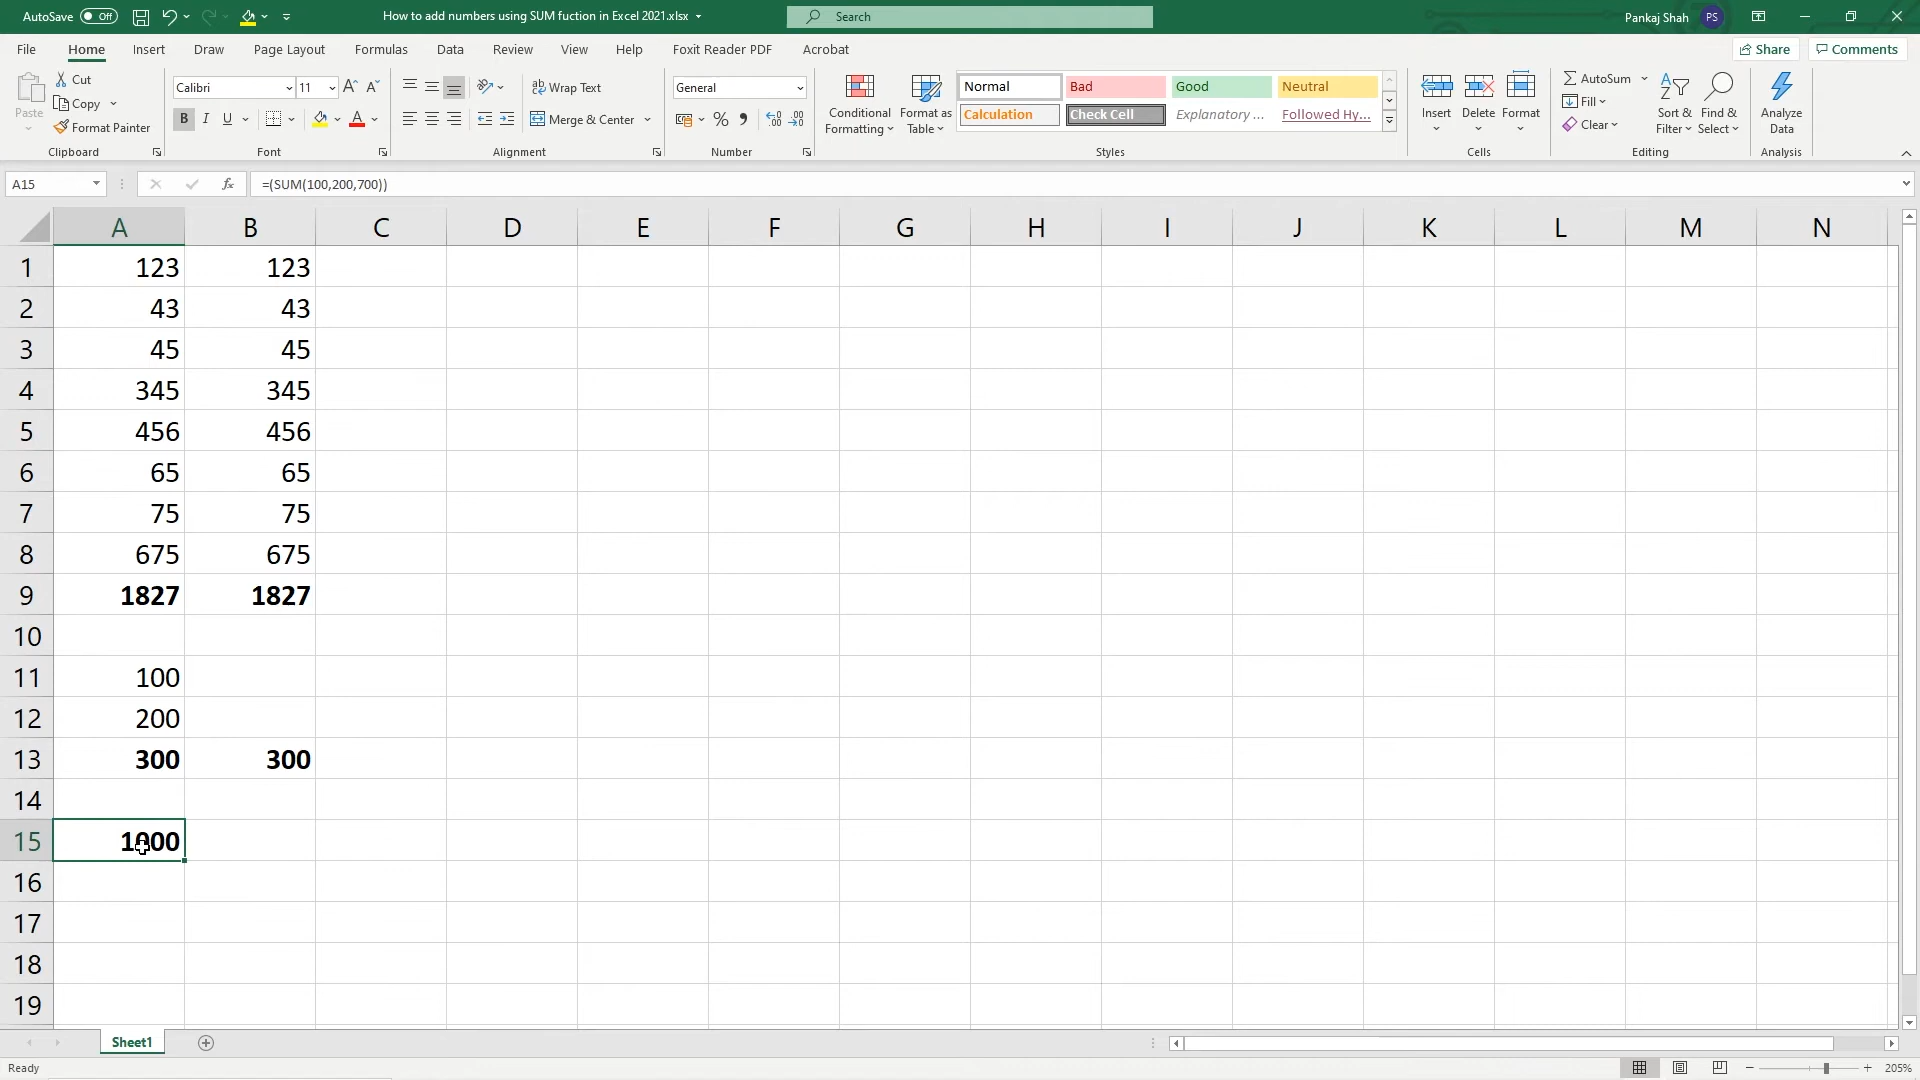 AutoSave Off How to add numbers using SUM fuction in Excel 2021.xlsx Search Pankaj Shah PS
File Home Insert Draw Page Layout Formulas Data Review View Help Foxit Reader PDF Acrobat Share Comments
Paste Cut Copy Format Painter Clipboard
Calibri 11 B I U A Font
Wrap Text Merge & Center Alignment
General % Number
Conditional Formatting Format as Table Normal Bad Good Neutral
Calculation Check Cell Explanatory ... Followed Hy... Styles
Insert Delete Format Cells
AutoSum Fill Clear Sort & Filter Find & Select Editing
Analyze Data Analysis
A15 fx =(SUM(100,200,700))
A B C D E F G H I J K L M N
1 123 123
2 43 43
3 45 45
4 345 345
5 456 456
6 65 65
7 75 75
8 675 675
9 1827 1827
10
11 100
12 200
13 300 300
14
15 1000
16
17
18
19
Sheet1
Ready 205%